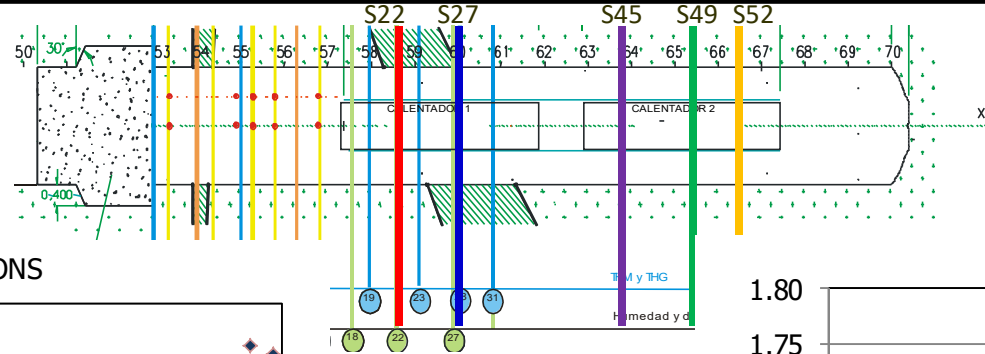 S22 S27 S45 S49 S52
50 53 54 55 56 57 58 59 60 61 62 63 64 65 66 67 68 69 70
30'
CALENTADOR 1 CALENTADOR 2
x
0.400
ONS
THM y THG
19 23 31
Humedad y d
18 22 27
1.80
1.75